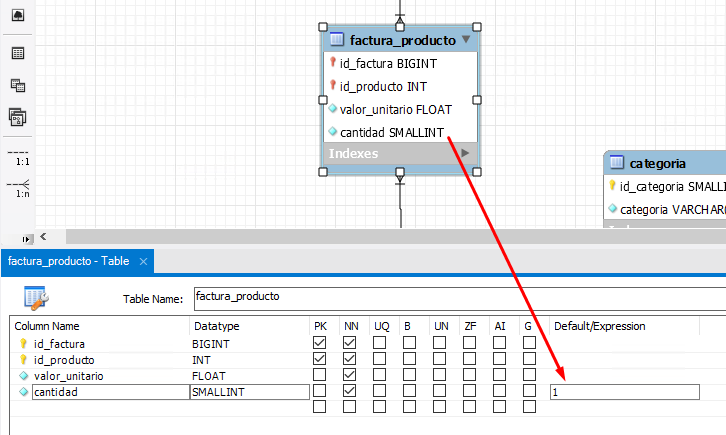 factura_producto
id_factura BIGINT
id_producto INT
valor_unitario FLOAT
cantidad SMALLINT
Indexes
categoria
id_categoria SMALLI
categoria VARCHAR
1:1
1:n
factura_producto - Table
Table Name: factura_producto
Column Name Datatype PK NN UQ B UN ZF AI G Default/Expression
id_factura BIGINT
id_producto INT
valor_unitario FLOAT
cantidad SMALLINT 1